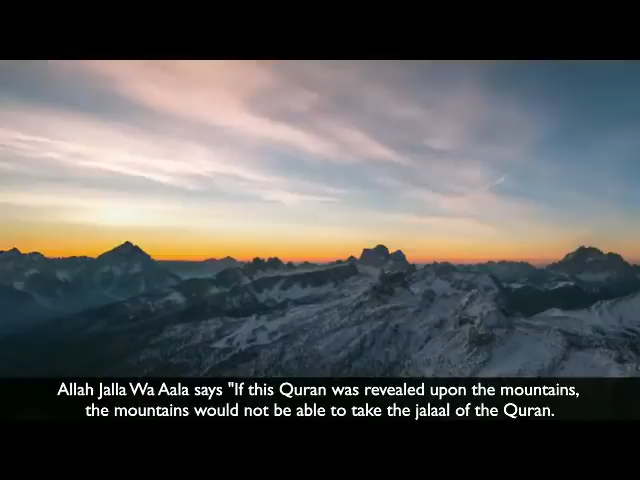 Allah Jalla Wa Aala says "If this Quran was revealed upon the mountains,
the mountains would not be able to take the jalaal of the Quran.